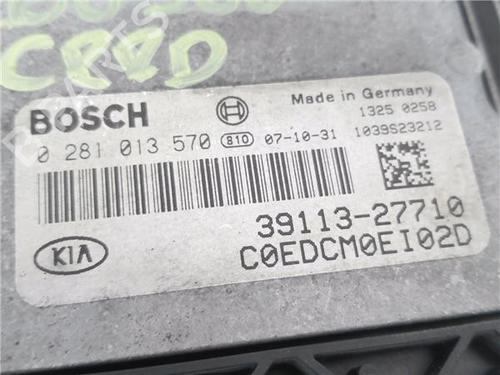 CRRD
BOSCH
Made in Germany
1325 0258
0 281 013 570 810 07-10-31
1039S23212
39113-27710
KIA
C0EDCM0EI02D